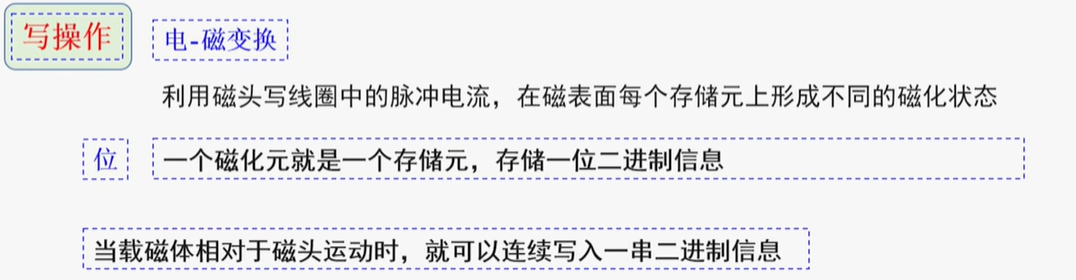 写操作 电-磁变换
利用磁头写线圈中的脉冲电流，在磁表面每个存储元上形成不同的磁化状态
位 一个磁化元就是一个存储元，存储一位二进制信息
当载磁体相对于磁头运动时，就可以连续写入一串二进制信息